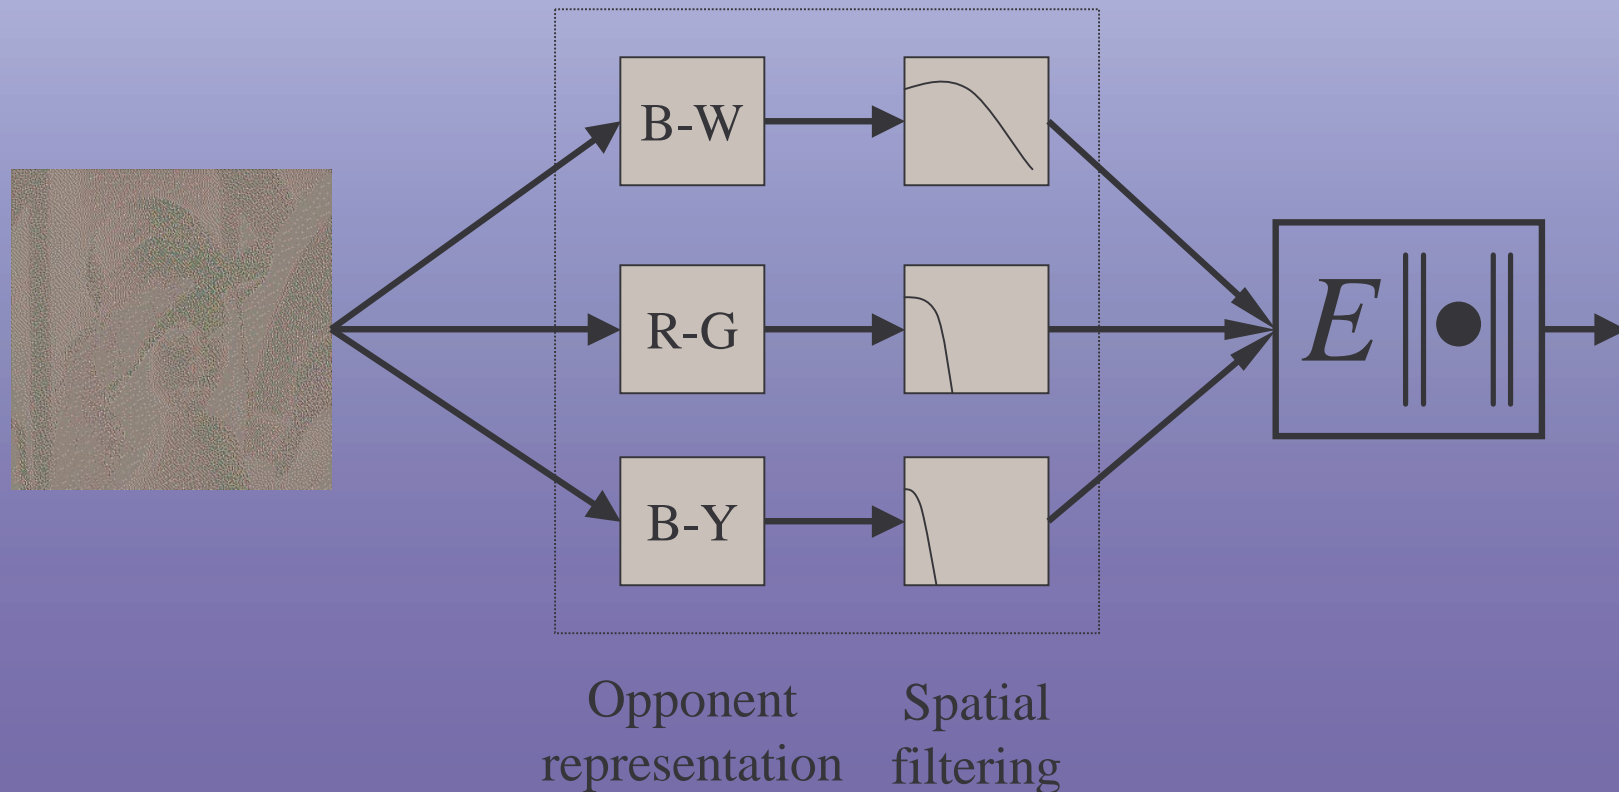 B-W
R-G
B-Y
E||●||
Opponent
representation
Spatial
filtering